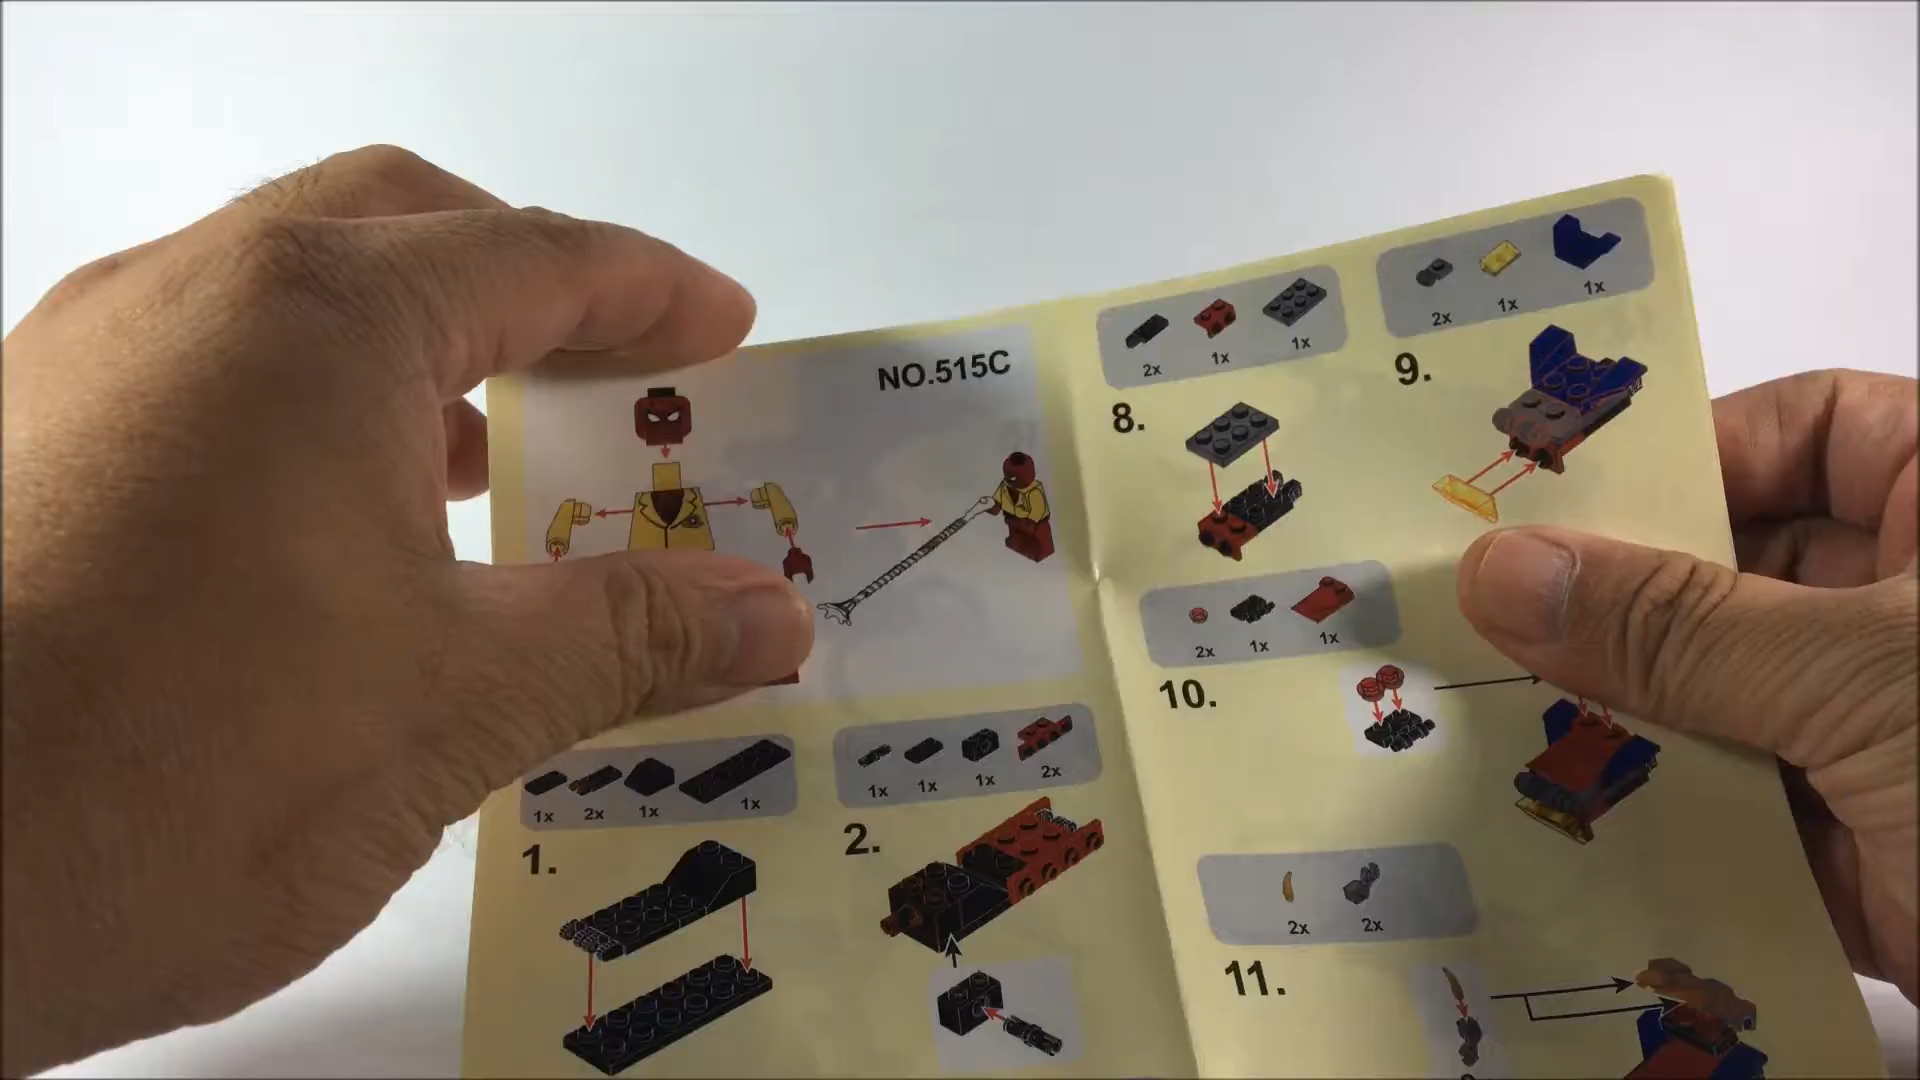 NO.515C
1x 2x 1x 1x
1.
1x 1x 1x 2x
2.
2x 1x 1x
8.
2x 1x 1x
9.
2x 1x 1x
10.
2x 2x
11.